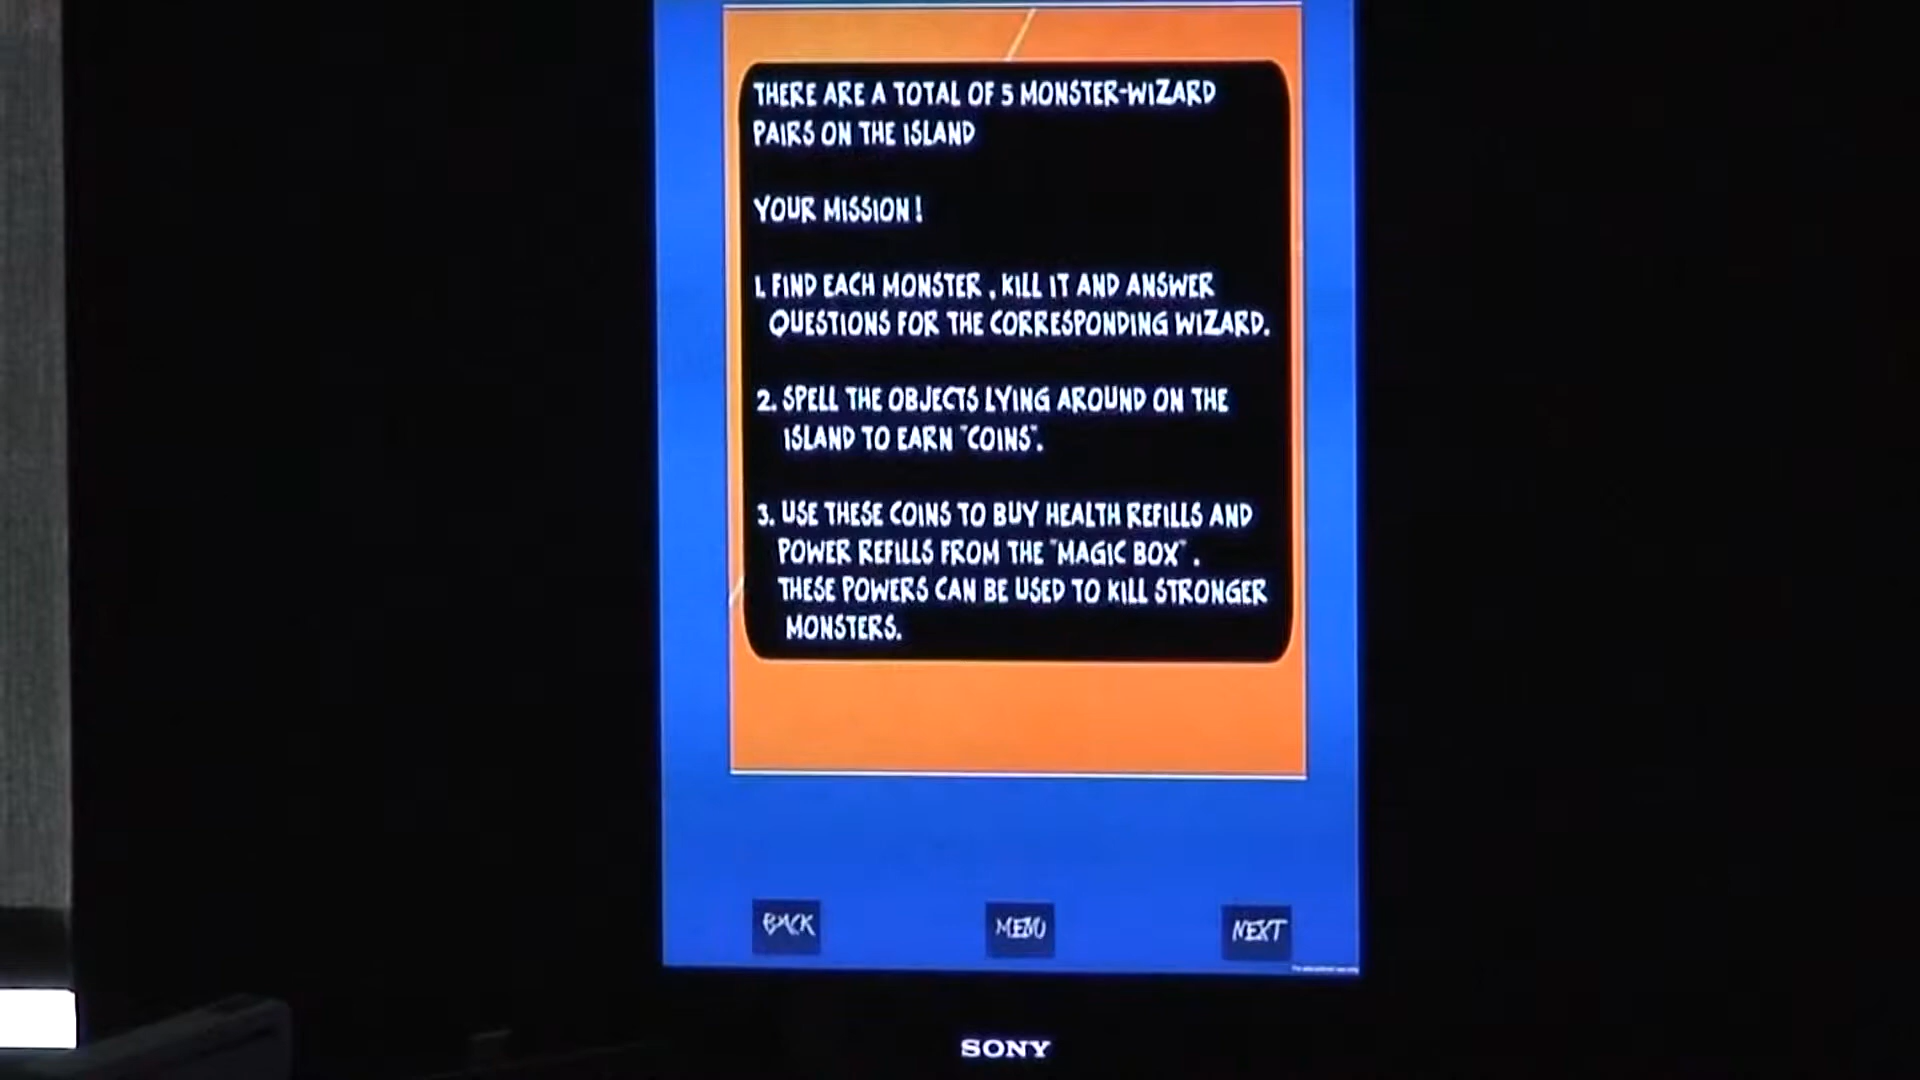 THERE ARE A TOTAL OF 5 MONSTER-WIZARD
PAIRS ON THE ISLAND
YOUR MISSION!
1. FIND EACH MONSTER , KILL IT AND ANSWER
QUESTIONS FOR THE CORRESPONDING WIZARD.
2. SPELL THE OBJECTS LYING AROUND ON THE
ISLAND TO EARN "COINS".
3. USE THESE COINS TO BUY HEALTH REFILLS AND
POWER REFILLS FROM THE "MAGIC BOX" .
THESE POWERS CAN BE USED TO KILL STRONGER
MONSTERS.
BACK
MENU
NEXT
SONY